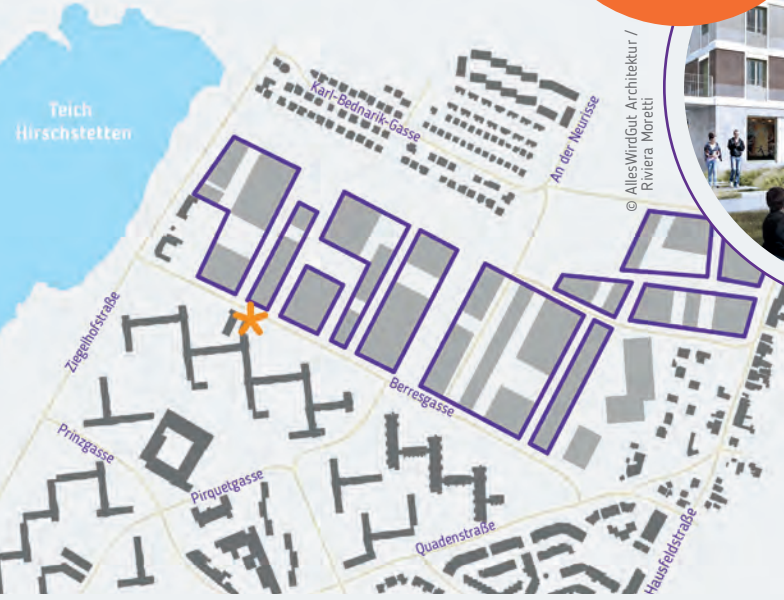 © AllesWirdGut Architektur /
Riviera Moretti
Teich
Hirschstetten
Karl-Bednarik-Gasse
An der Neurisse
Ziegelhofstraße
Berresgasse
Prinzgasse
Pirquetgasse
Quadenstraße
Hausfeldstraße